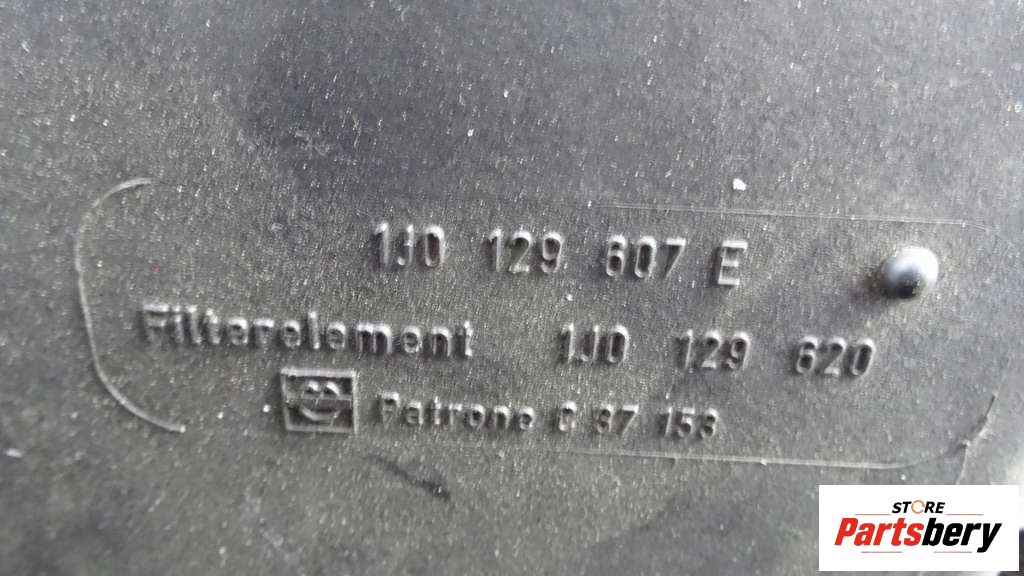 1J0 129 607 E
Filterelement 1J0 129 620
Patrone C 37 153
STORE
Partsbery